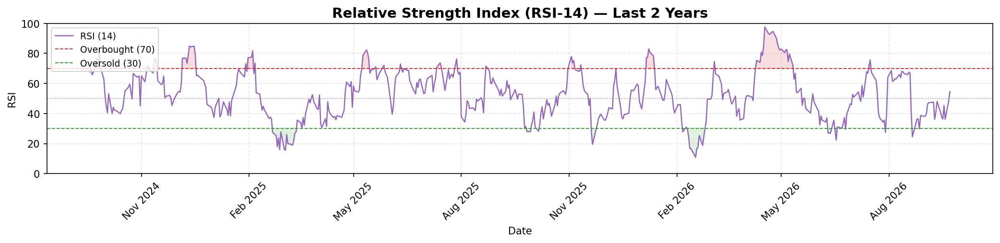 Relative Strength Index (RSI-14) — Last 2 Years
100
80
60
40
20
0
RSI
RSI (14)
Overbought (70)
Oversold (30)
Nov 2024
Feb 2025
May 2025
Aug 2025
Nov 2025
Feb 2026
May 2026
Aug 2026
Date